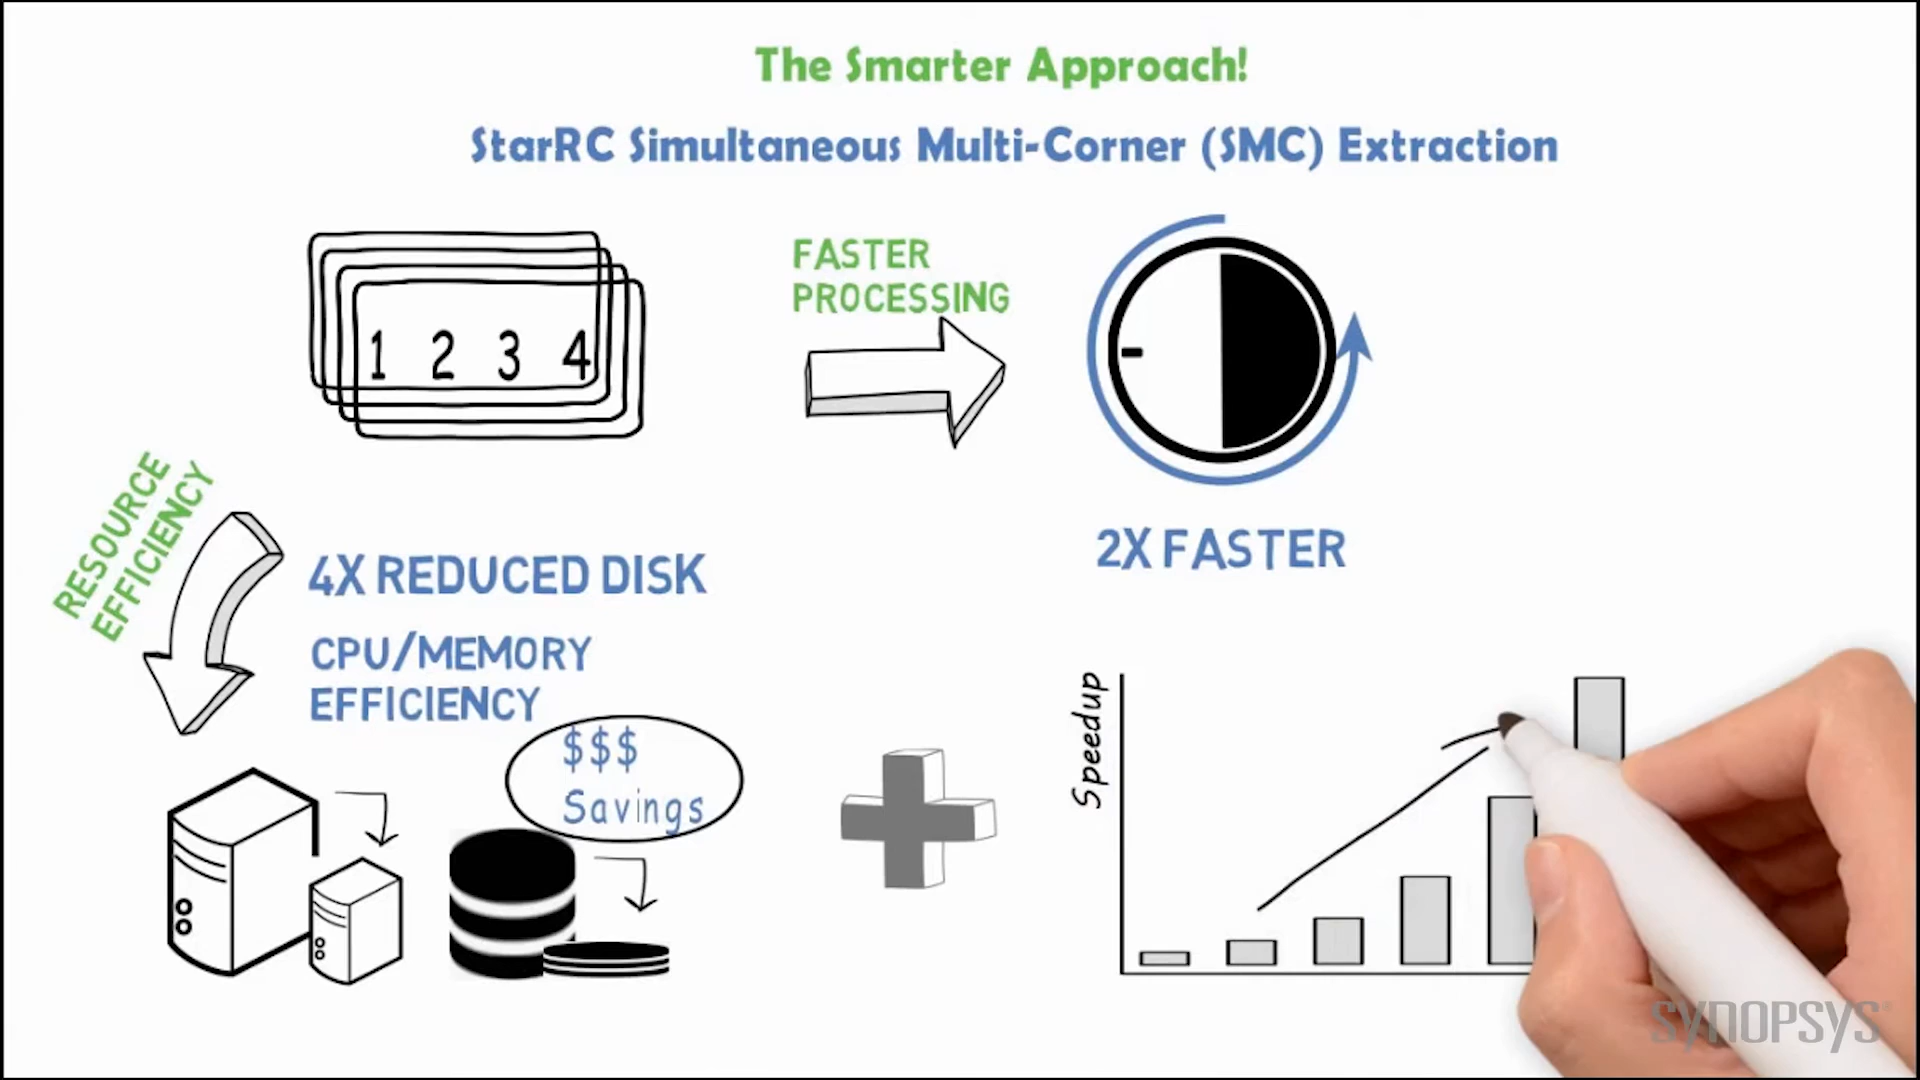 The Smarter Approach!
StarRC Simultaneous Multi-Corner (SMC) Extraction
FASTER
PROCESSING
1 2 3 4
RESOURCE
EFFICIENCY
4X REDUCED DISK
2X FASTER
CPU/MEMORY
EFFICIENCY
$$$
Savings
Speedup
SYNOPSYS®